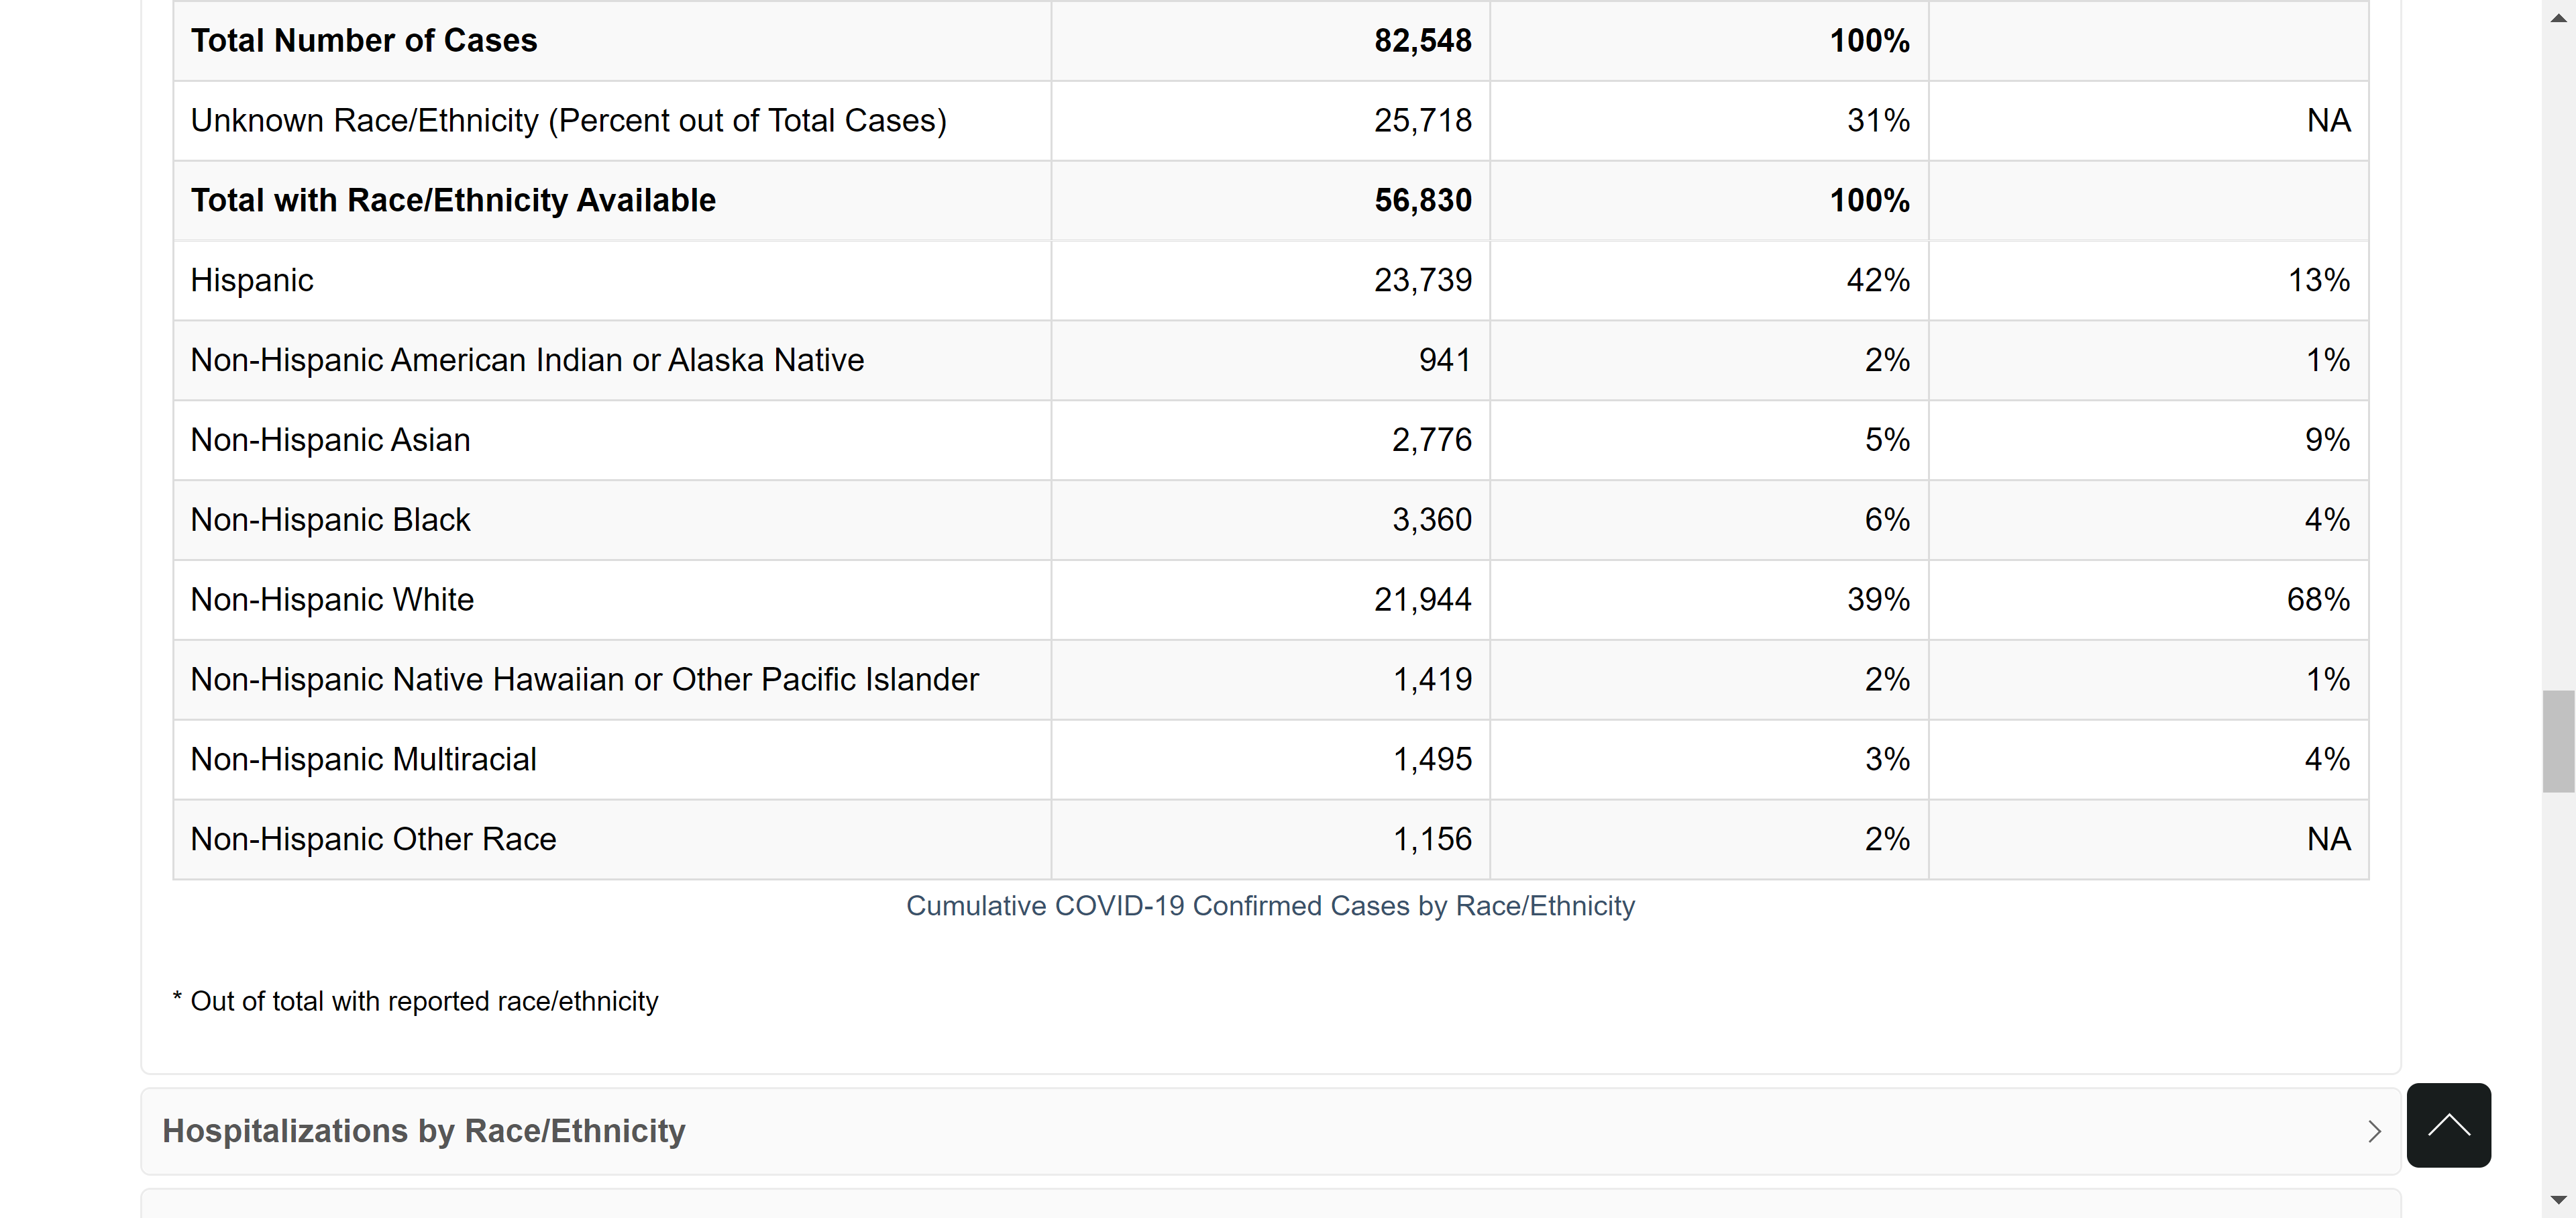 Total Number of Cases 82,548 100%
Unknown Race/Ethnicity (Percent out of Total Cases) 25,718 31% NA
Total with Race/Ethnicity Available 56,830 100%
Hispanic 23,739 42% 13%
Non-Hispanic American Indian or Alaska Native 941 2% 1%
Non-Hispanic Asian 2,776 5% 9%
Non-Hispanic Black 3,360 6% 4%
Non-Hispanic White 21,944 39% 68%
Non-Hispanic Native Hawaiian or Other Pacific Islander 1,419 2% 1%
Non-Hispanic Multiracial 1,495 3% 4%
Non-Hispanic Other Race 1,156 2% NA
Cumulative COVID-19 Confirmed Cases by Race/Ethnicity
* Out of total with reported race/ethnicity
Hospitalizations by Race/Ethnicity